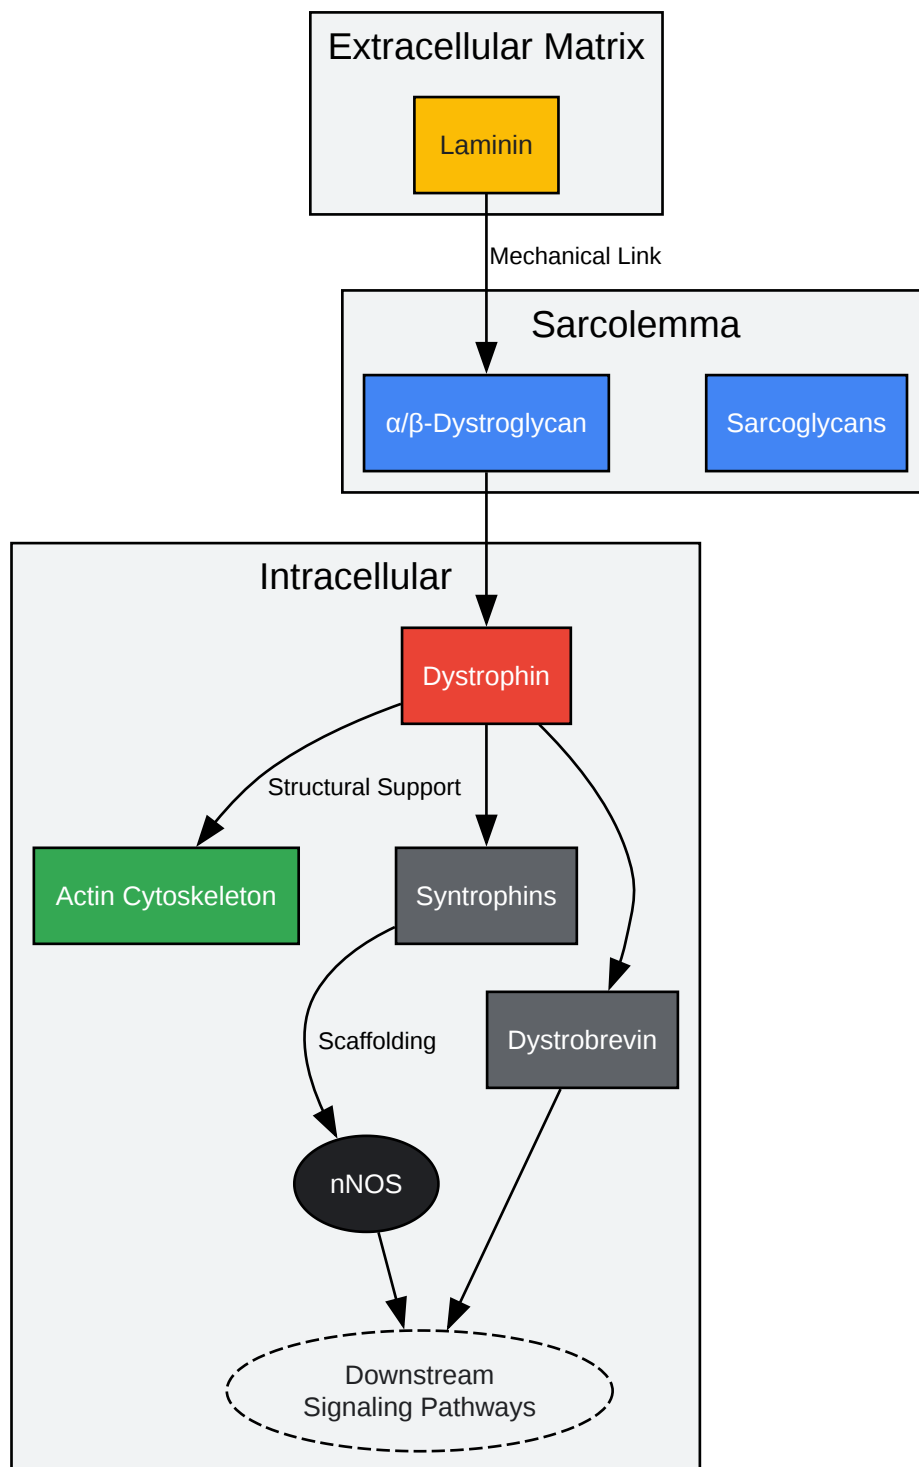 Extracellular Matrix
Laminin
Mechanical Link
Sarcolemma
α/β-Dystroglycan
Sarcoglycans
Intracellular
Dystrophin
Structural Support
Actin Cytoskeleton
Syntrophins
Scaffolding
Dystrobrevin
nNOS
Downstream
Signaling Pathways